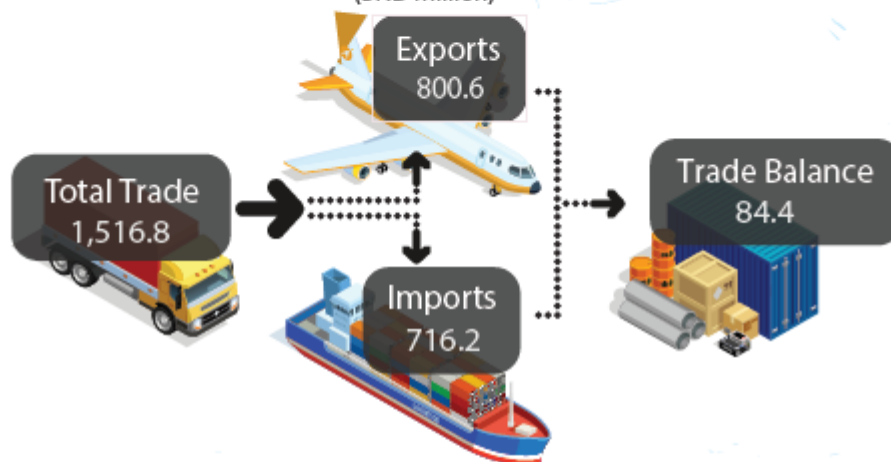 Exports
800.6
Total Trade
1,516.8
Trade Balance
84.4
Imports
716.2